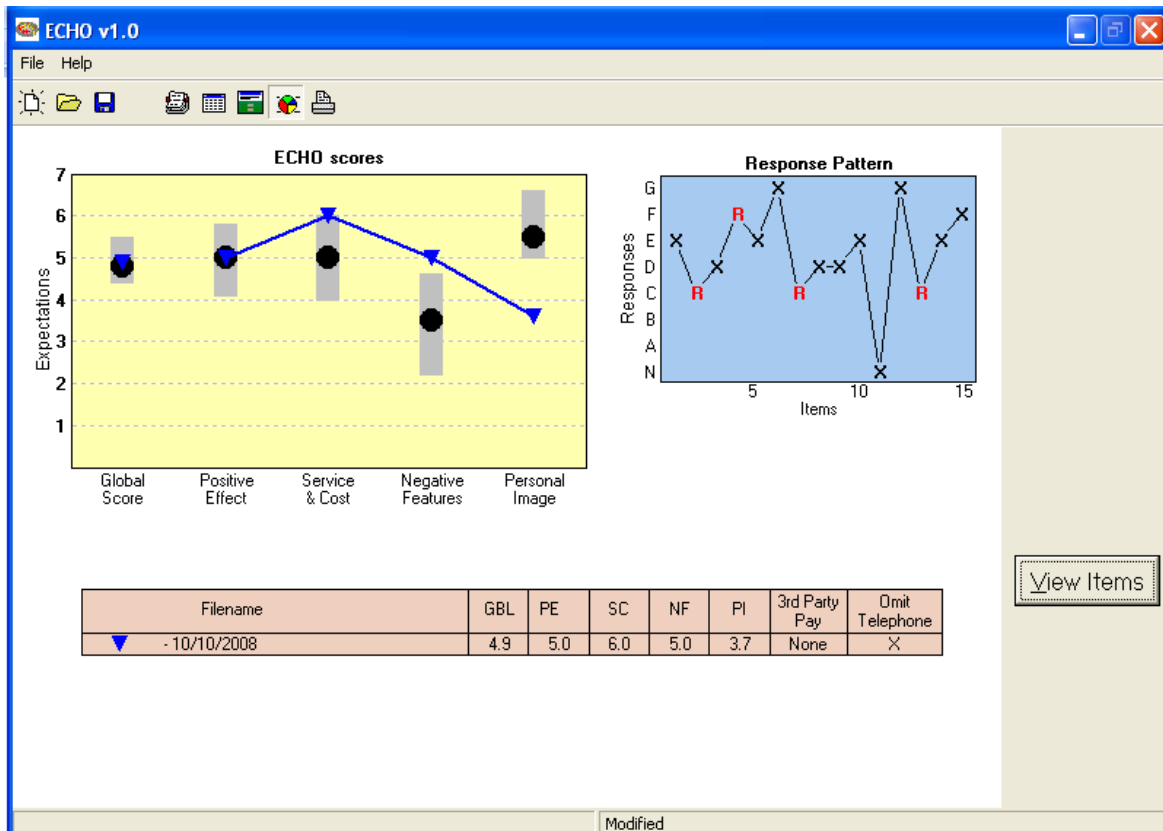 ECHO v1.0
File Help
ECHO scores
7
6
5
4
3
2
1
Expectations
Global Score
Positive Effect
Service & Cost
Negative Features
Personal Image
Response Pattern
G
F
E
D
C
B
A
N
Responses
X R X R X X R X X X X X R X X
5 10 15
Items
View Items
Filename GBL PE SC NF PI 3rd Party Pay Omit Telephone
- 10/10/2008 4.9 5.0 6.0 5.0 3.7 None X
Modified